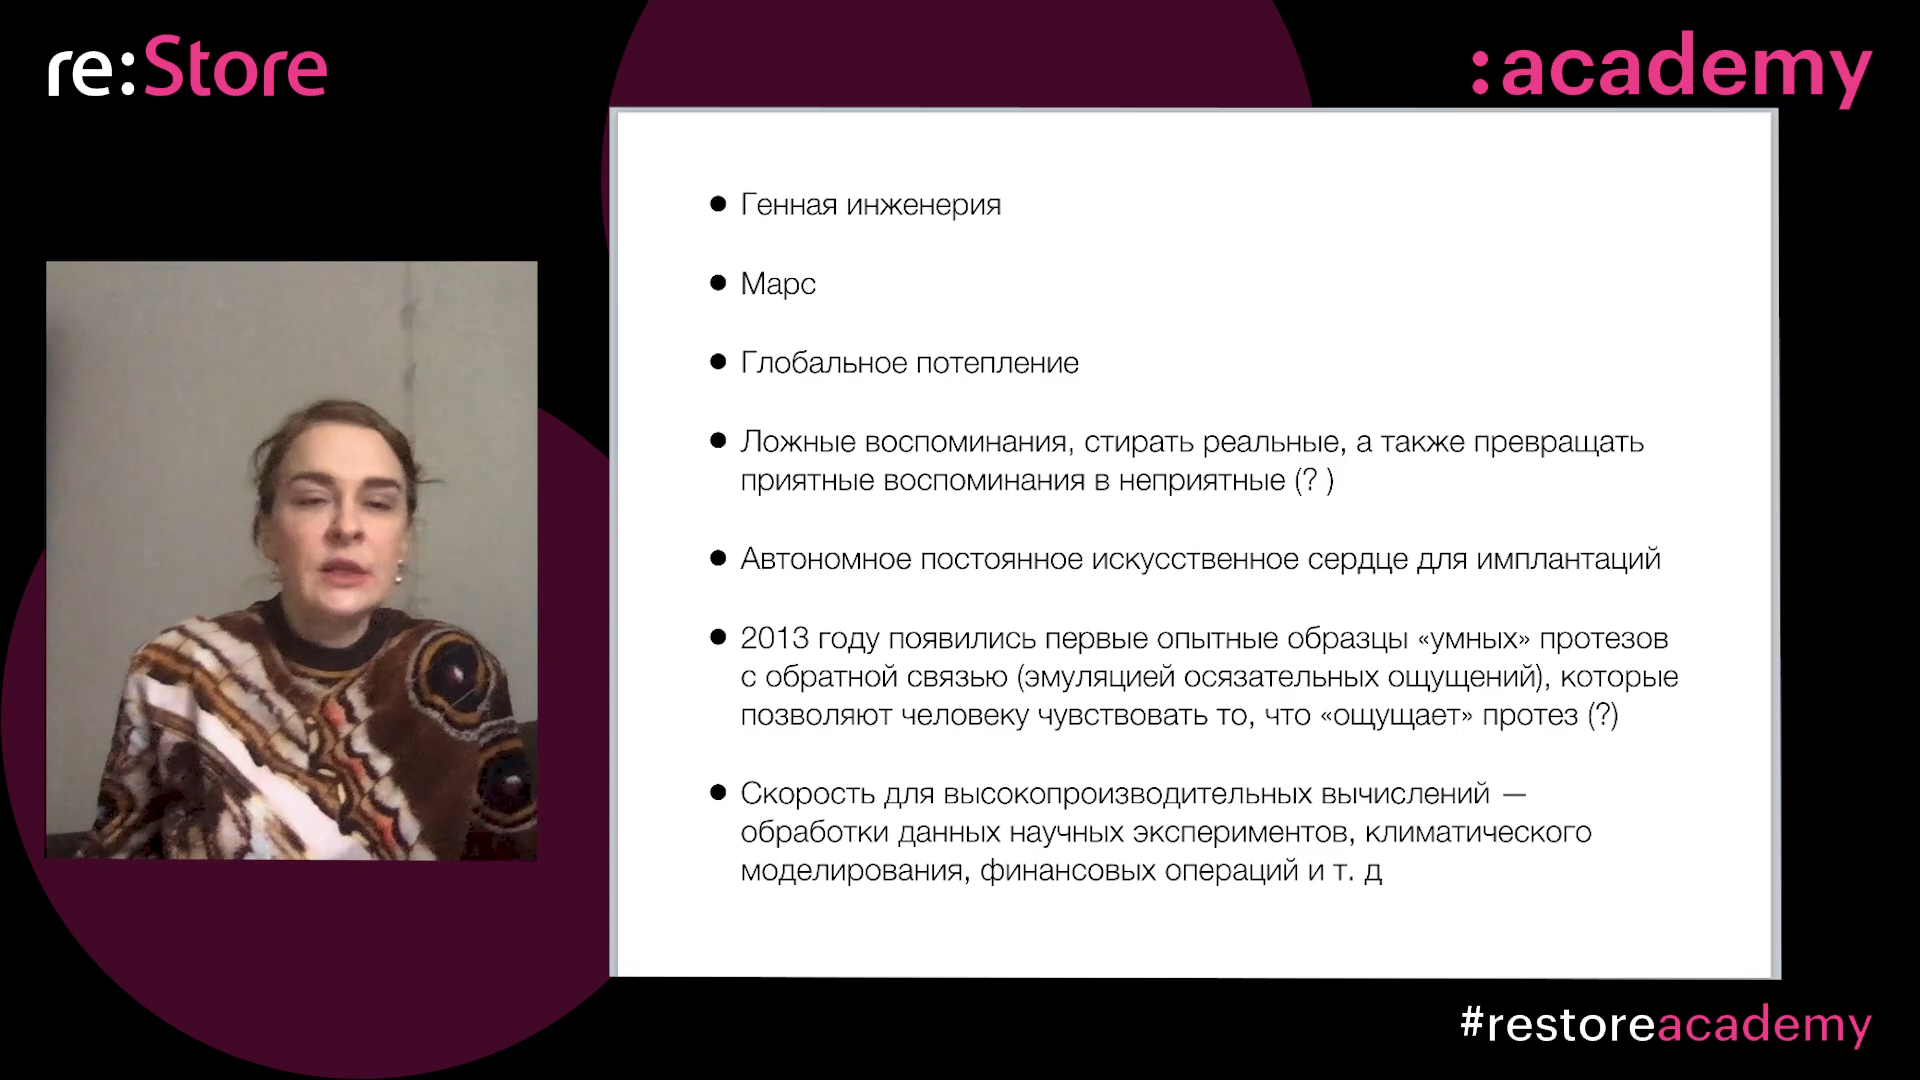 re:Store
:academy
● Генная инженерия
● Марс
● Глобальное потепление
● Ложные воспоминания, стирать реальные, а также превращать
приятные воспоминания в неприятные (? )
● Автономное постоянное искусственное сердце для имплантаций
● 2013 году появились первые опытные образцы «умных» протезов
с обратной связью (эмуляцией осязательных ощущений), которые
позволяют человеку чувствовать то, что «ощущает» протез (?)
● Скорость для высокопроизводительных вычислений —
обработки данных научных экспериментов, климатического
моделирования, финансовых операций и т. д
#restoreacademy